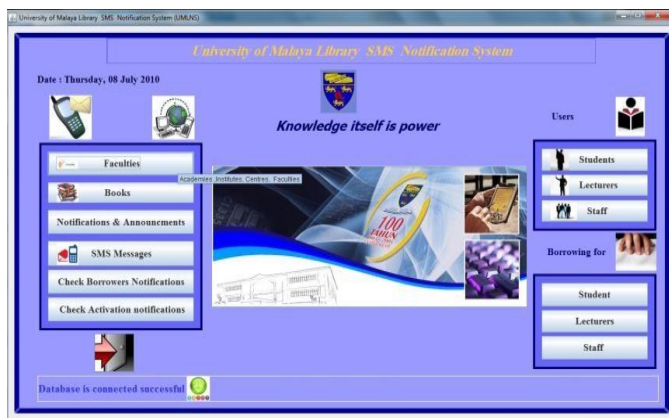 University of Malaya Library SMS Notification System (UMLNS)
University of Malaya Library SMS Notification System
Date : Thursday, 08 July 2010
Knowledge itself is power
Users
Faculties
Academies, Institutes, Centres, Faculties
Books
Notifications & Announcments
SMS Messages
Check Borrowers Notifications
Check Activation notifications
100
TAHUN
Students
Lecturers
Staff
Borrowing for
Student
Lecturers
Staff
Database is connected successful